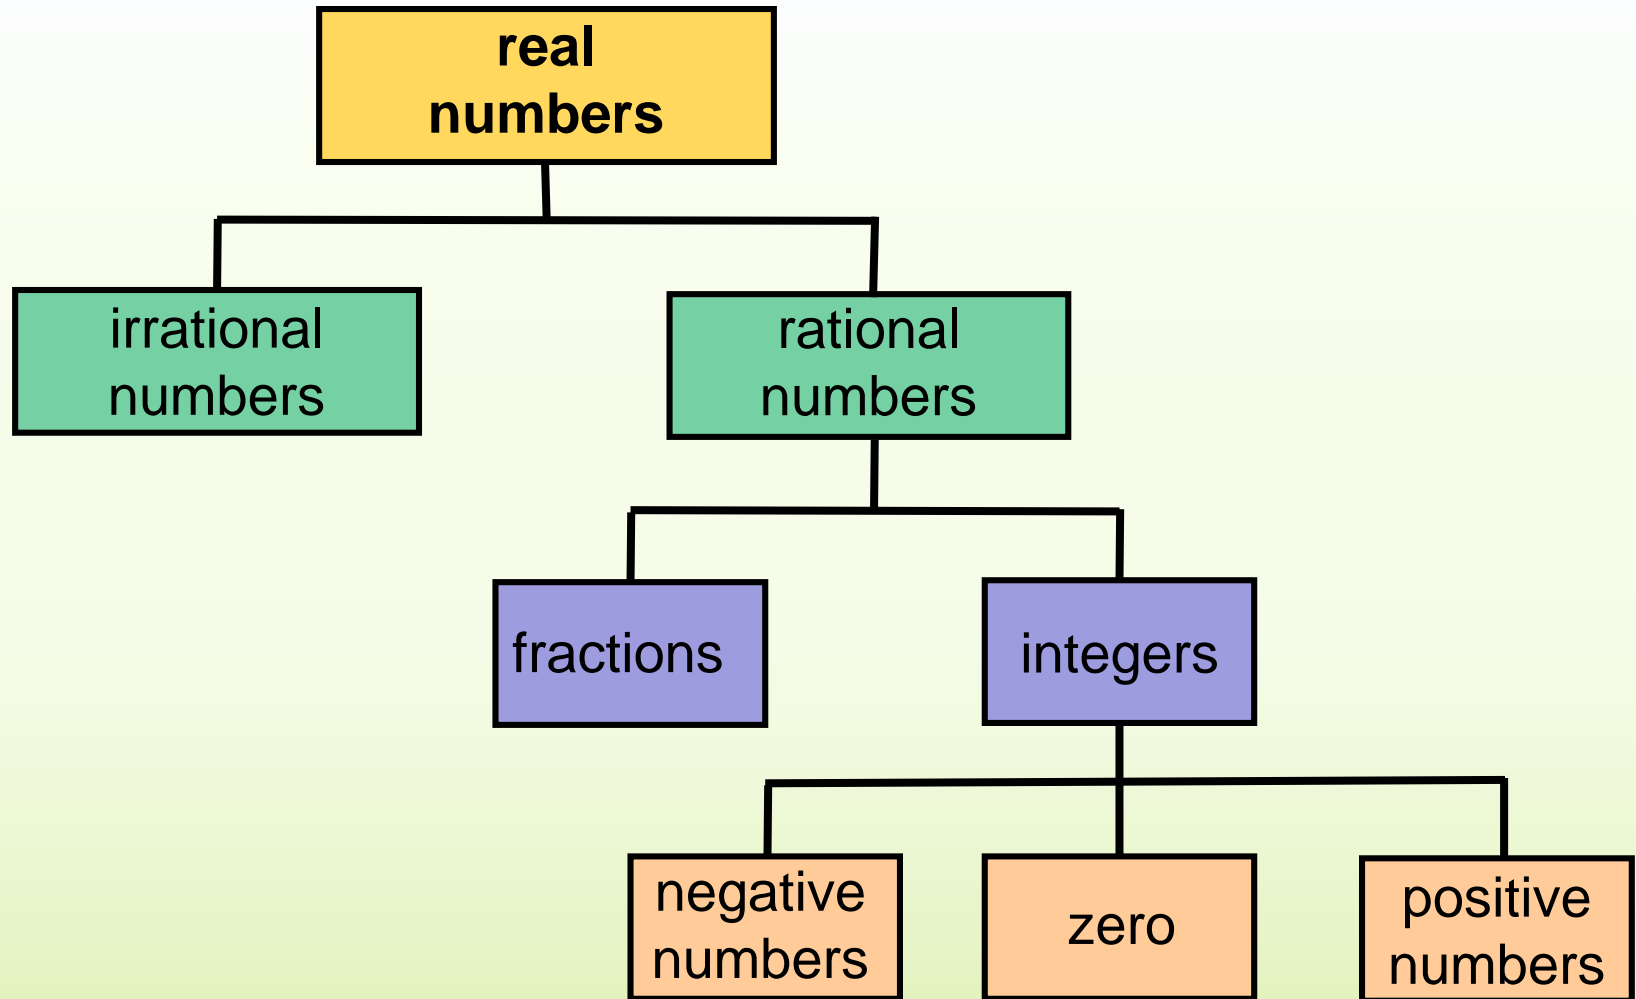 real
numbers
irrational
numbers
rational
numbers
fractions
integers
negative
numbers
zero
positive
numbers